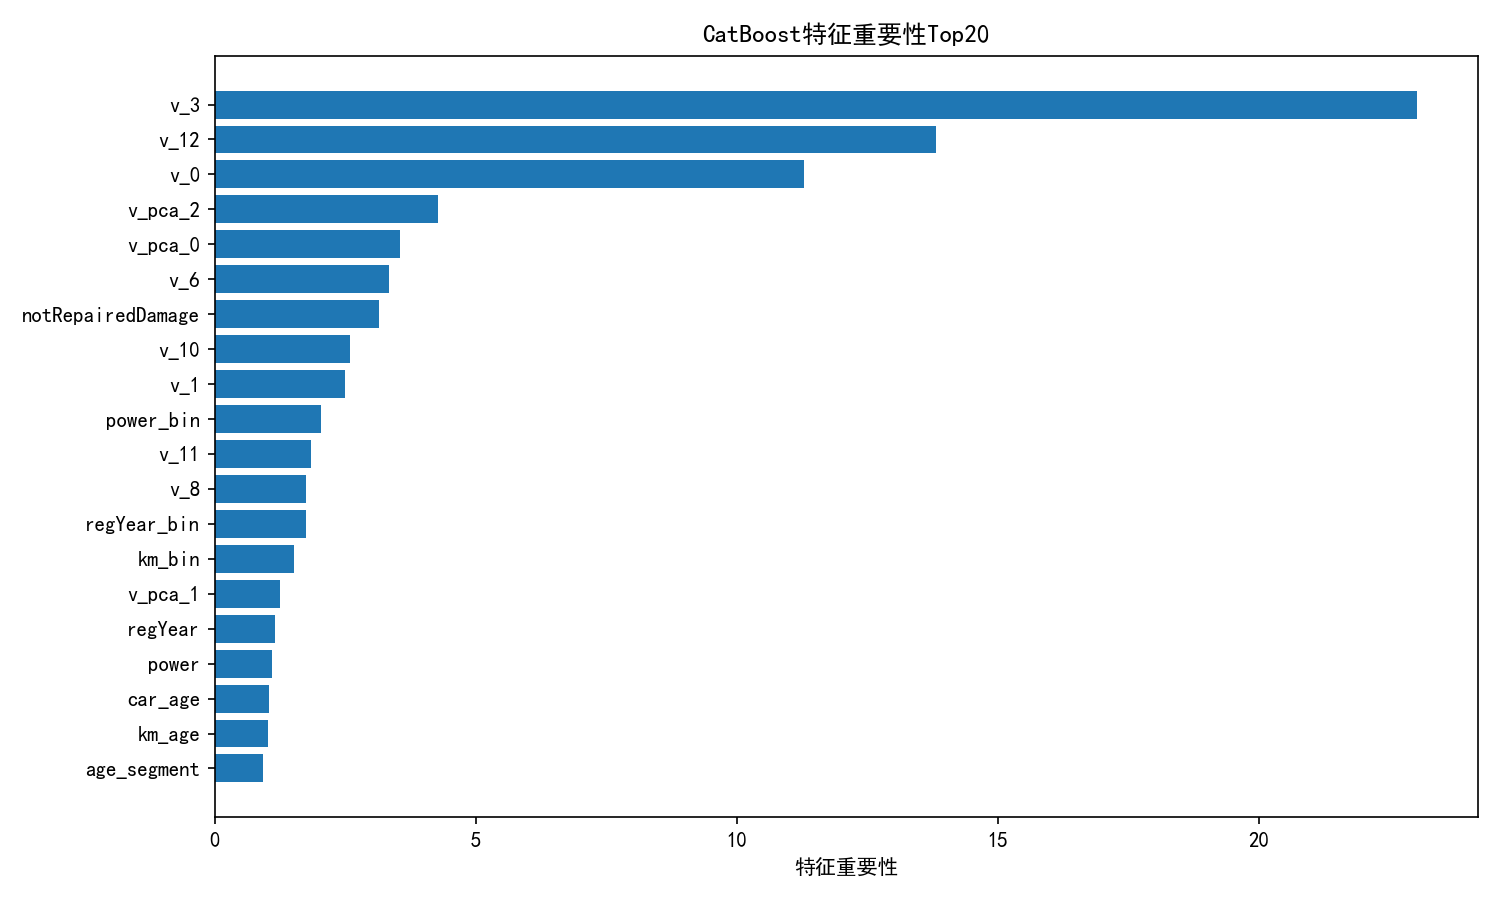 CatBoost特征重要性Top20
v_3
v_12
v_0
v_pca_2
v_pca_0
v_6
notRepairedDamage
v_10
v_1
power_bin
v_11
v_8
regYear_bin
km_bin
v_pca_1
regYear
power
car_age
km_age
age_segment
0 5 10 15 20
特征重要性